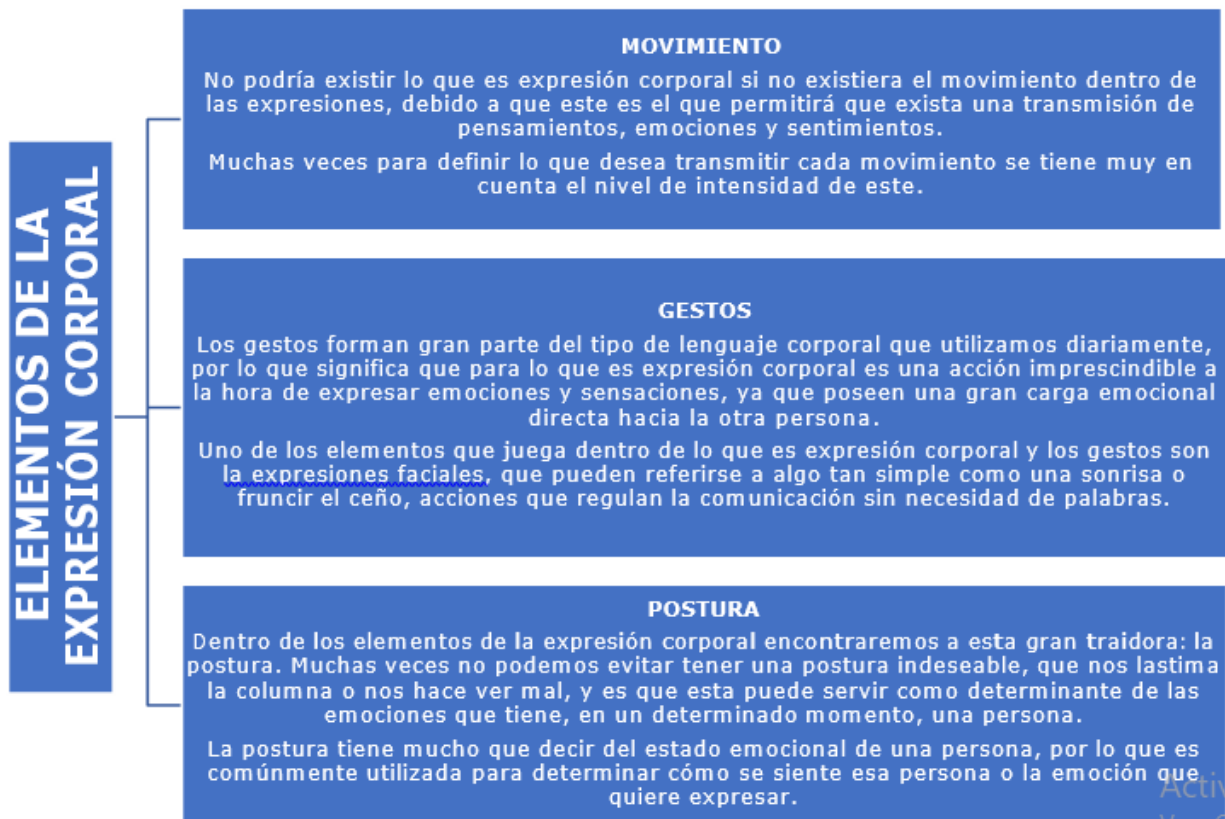 ELEMENTOS DE LA
EXPRESIÓN CORPORAL
MOVIMIENTO
No podría existir lo que es expresión corporal si no existiera el movimiento dentro de
las expresiones, debido a que este es el que permitirá que exista una transmisión de
pensamientos, emociones y sentimientos.
Muchas veces para definir lo que desea transmitir cada movimiento se tiene muy en
cuenta el nivel de intensidad de este.
GESTOS
Los gestos forman gran parte del tipo de lenguaje corporal que utilizamos diariamente,
por lo que significa que para lo que es expresión corporal es una acción imprescindible a
la hora de expresar emociones y sensaciones, ya que poseen una gran carga emocional
directa hacia la otra persona.
Uno de los elementos que juega dentro de lo que es expresión corporal y los gestos son
la expresiones faciales, que pueden referirse a algo tan simple como una sonrisa o
fruncir el ceño, acciones que regulan la comunicación sin necesidad de palabras.
POSTURA
Dentro de los elementos de la expresión corporal encontraremos a esta gran traidora: la
postura. Muchas veces no podemos evitar tener una postura indeseable, que nos lastima
la columna o nos hace ver mal, y es que esta puede servir como determinante de las
emociones que tiene, en un determinado momento, una persona.
La postura tiene mucho que decir del estado emocional de una persona, por lo que es
comúnmente utilizada para determinar cómo se siente esa persona o la emoción que
quiere expresar.
Activ